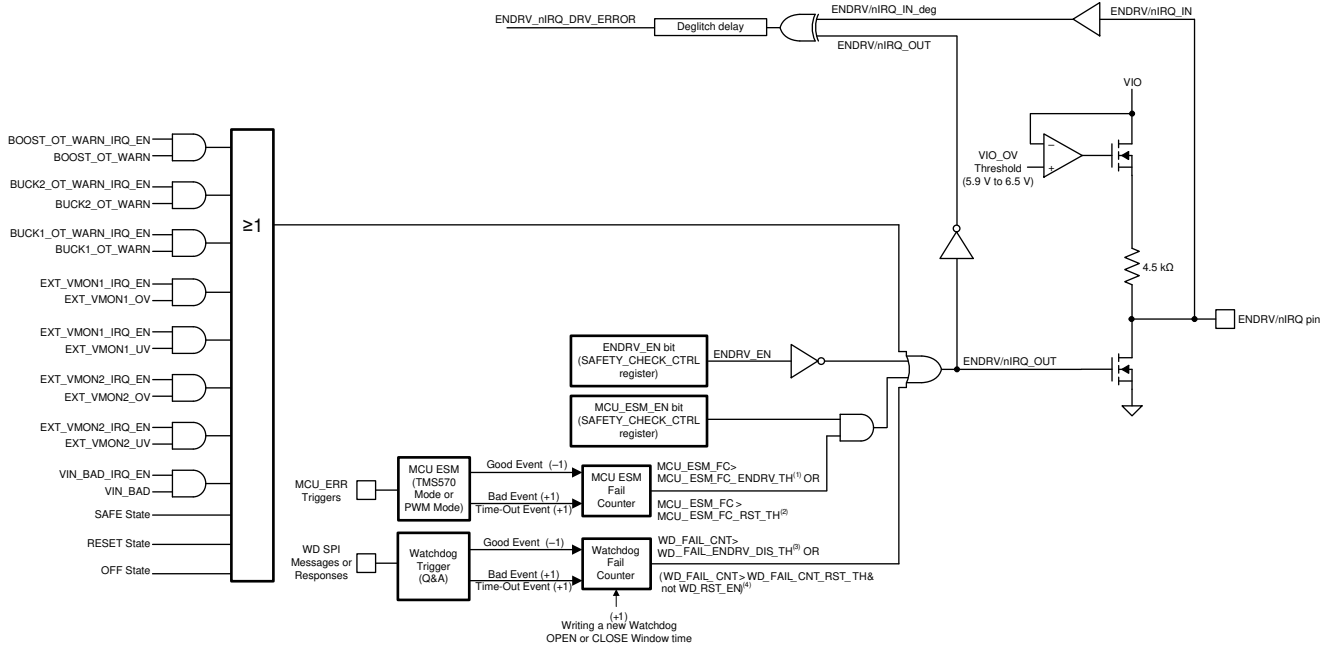 ENDRV_nIRQ_DRV_ERROR
Deglitch delay
ENDRV/nIRQ_IN_deg
ENDRV/nIRQ_OUT
ENDRV/nIRQ_IN
VIO
VIO_OV
Threshold
(5.9 V to 6.5 V)
−
+
4.5 kΩ
ENDRV/nIRQ pin
BOOST_OT_WARN_IRQ_EN
BOOST_OT_WARN
BUCK2_OT_WARN_IRQ_EN
BUCK2_OT_WARN
BUCK1_OT_WARN_IRQ_EN
BUCK1_OT_WARN
EXT_VMON1_IRQ_EN
EXT_VMON1_OV
EXT_VMON1_IRQ_EN
EXT_VMON1_UV
EXT_VMON2_IRQ_EN
EXT_VMON2_OV
EXT_VMON2_IRQ_EN
EXT_VMON2_UV
VIN_BAD_IRQ_EN
VIN_BAD
SAFE State
RESET State
OFF State
≥1
ENDRV_EN bit
(SAFETY_CHECK_CTRL
register)
ENDRV_EN
ENDRV/nIRQ_OUT
MCU_ESM_EN bit
(SAFETY_CHECK_CTRL
register)
MCU_ERR
Triggers
MCU ESM
(TMS570
Mode or
PWM Mode)
Good Event (−1)
Bad Event (+1)
Time-Out Event (+1)
MCU ESM
Fail
Counter
MCU_ESM_FC>
MCU_ESM_FC_ENDRV_TH(1) OR
MCU_ESM_FC >
MCU_ESM_FC_RST_TH(2)
WD SPI
Messages or
Responses
Watchdog
Trigger
(Q&A)
Good Event (−1)
Bad Event (+1)
Time-Out Event (+1)
Watchdog
Fail
Counter
WD_FAIL_CNT>
WD_FAIL_ENDRV_DIS_TH(3) OR
(WD_FAIL_CNT>WD_FAIL_CNT_RST_TH&
not WD_RST_EN)(4)
(+1)
Writing a new Watchdog
OPEN or CLOSE Window time